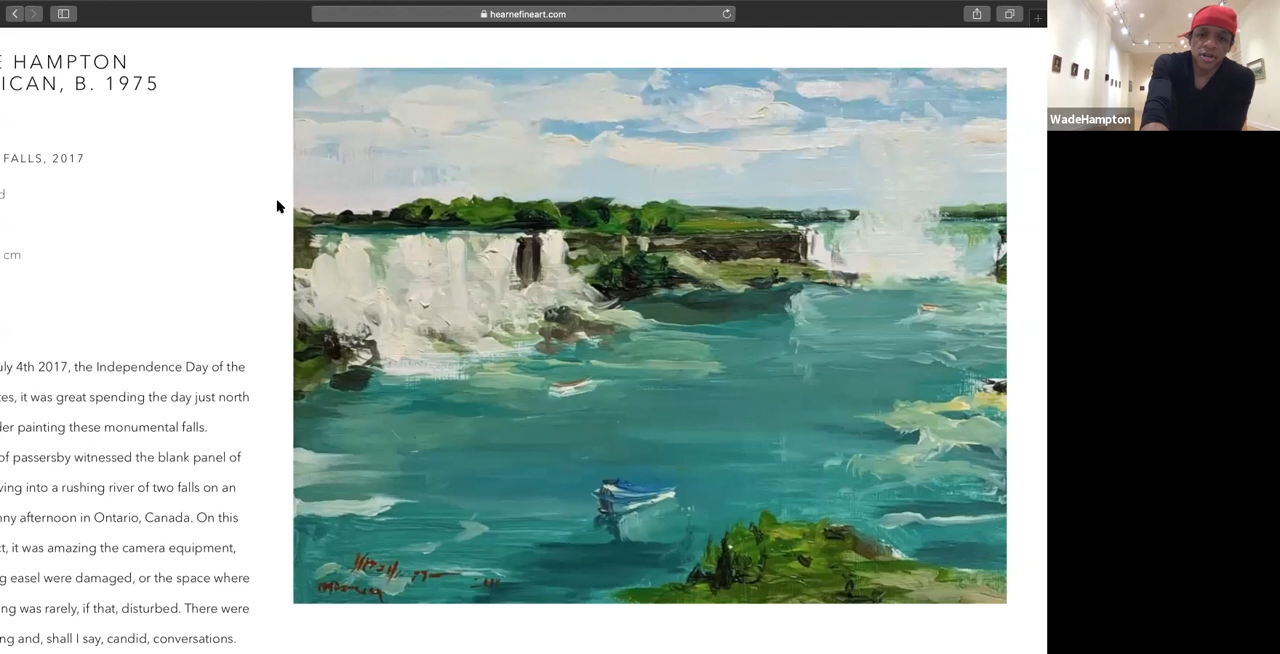 hearnefineart.com
E HAMPTON
ICAN, B. 1975
FALLS, 2017
d
cm
uly 4th 2017, the Independence Day of the
tes, it was great spending the day just north
der painting these monumental falls.
of passersby witnessed the blank panel of
ving into a rushing river of two falls on an
nny afternoon in Ontario, Canada. On this
ct, it was amazing the camera equipment,
g easel were damaged, or the space where
ng was rarely, if that, disturbed. There were
ng and, shall I say, candid, conversations.
WadeHampton